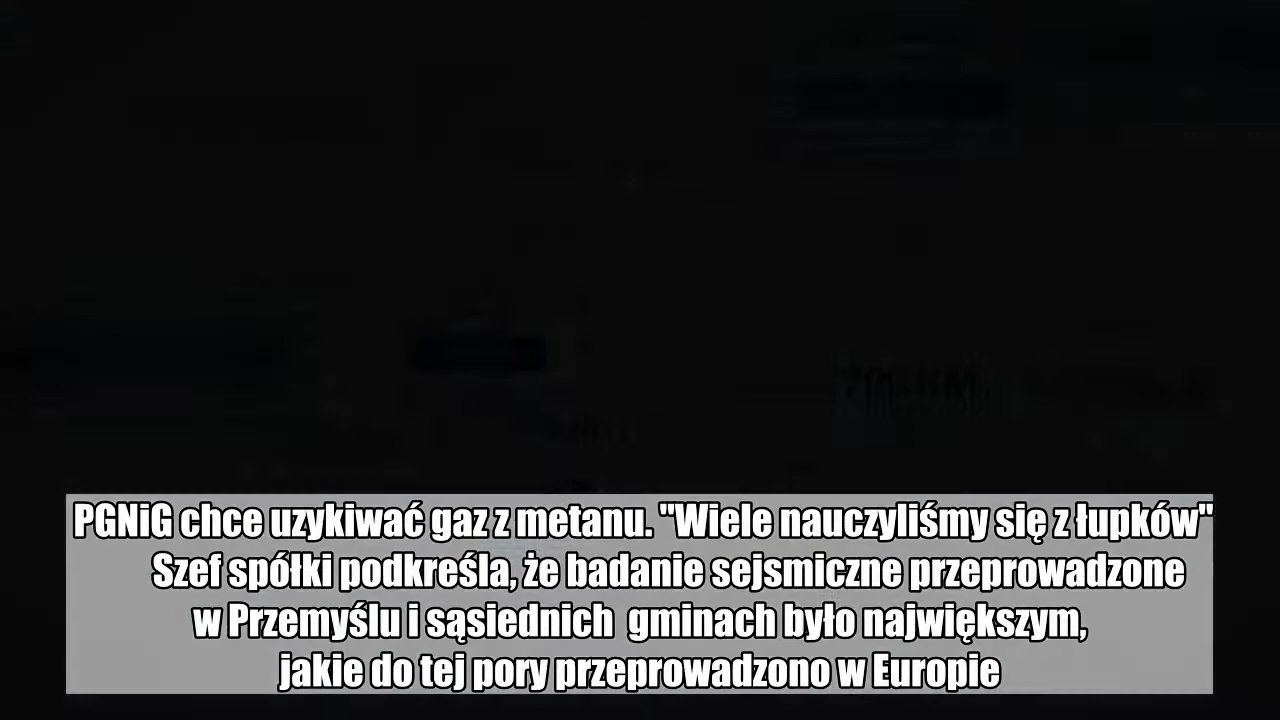 PGNiG chce uzykiwać gaz z metanu. "Wiele nauczyliśmy się z łupków"
Szef spółki podkreśla, że badanie sejsmiczne przeprowadzone
w Przemyślu i sąsiednich gminach było największym,
jakie do tej pory przeprowadzono w Europie